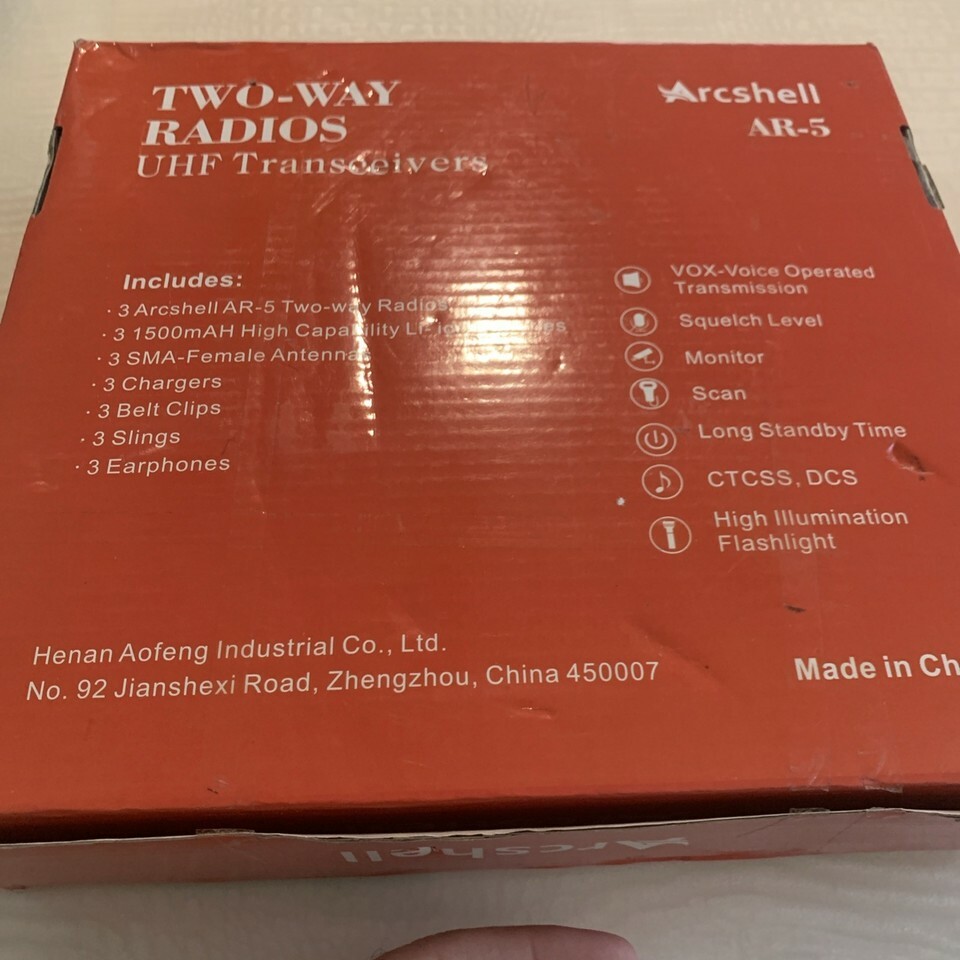 TWO-WAY
RADIOS
UHF Transceivers
Arcshell
AR-5
Includes:
· 3 Arcshell AR-5 Two-way Radios
· 3 1500mAH High Capability Li-
· 3 SMA-Female Antenna
· 3 Chargers
· 3 Belt Clips
· 3 Slings
· 3 Earphones
VOX-Voice Operated
Transmission
Squelch Level
Monitor
Scan
Long Standby Time
CTCSS, DCS
High Illumination
Flashlight
Henan Aofeng Industrial Co., Ltd.
No. 92 Jianshexi Road, Zhengzhou, China 450007
Made in Ch
Arcshell